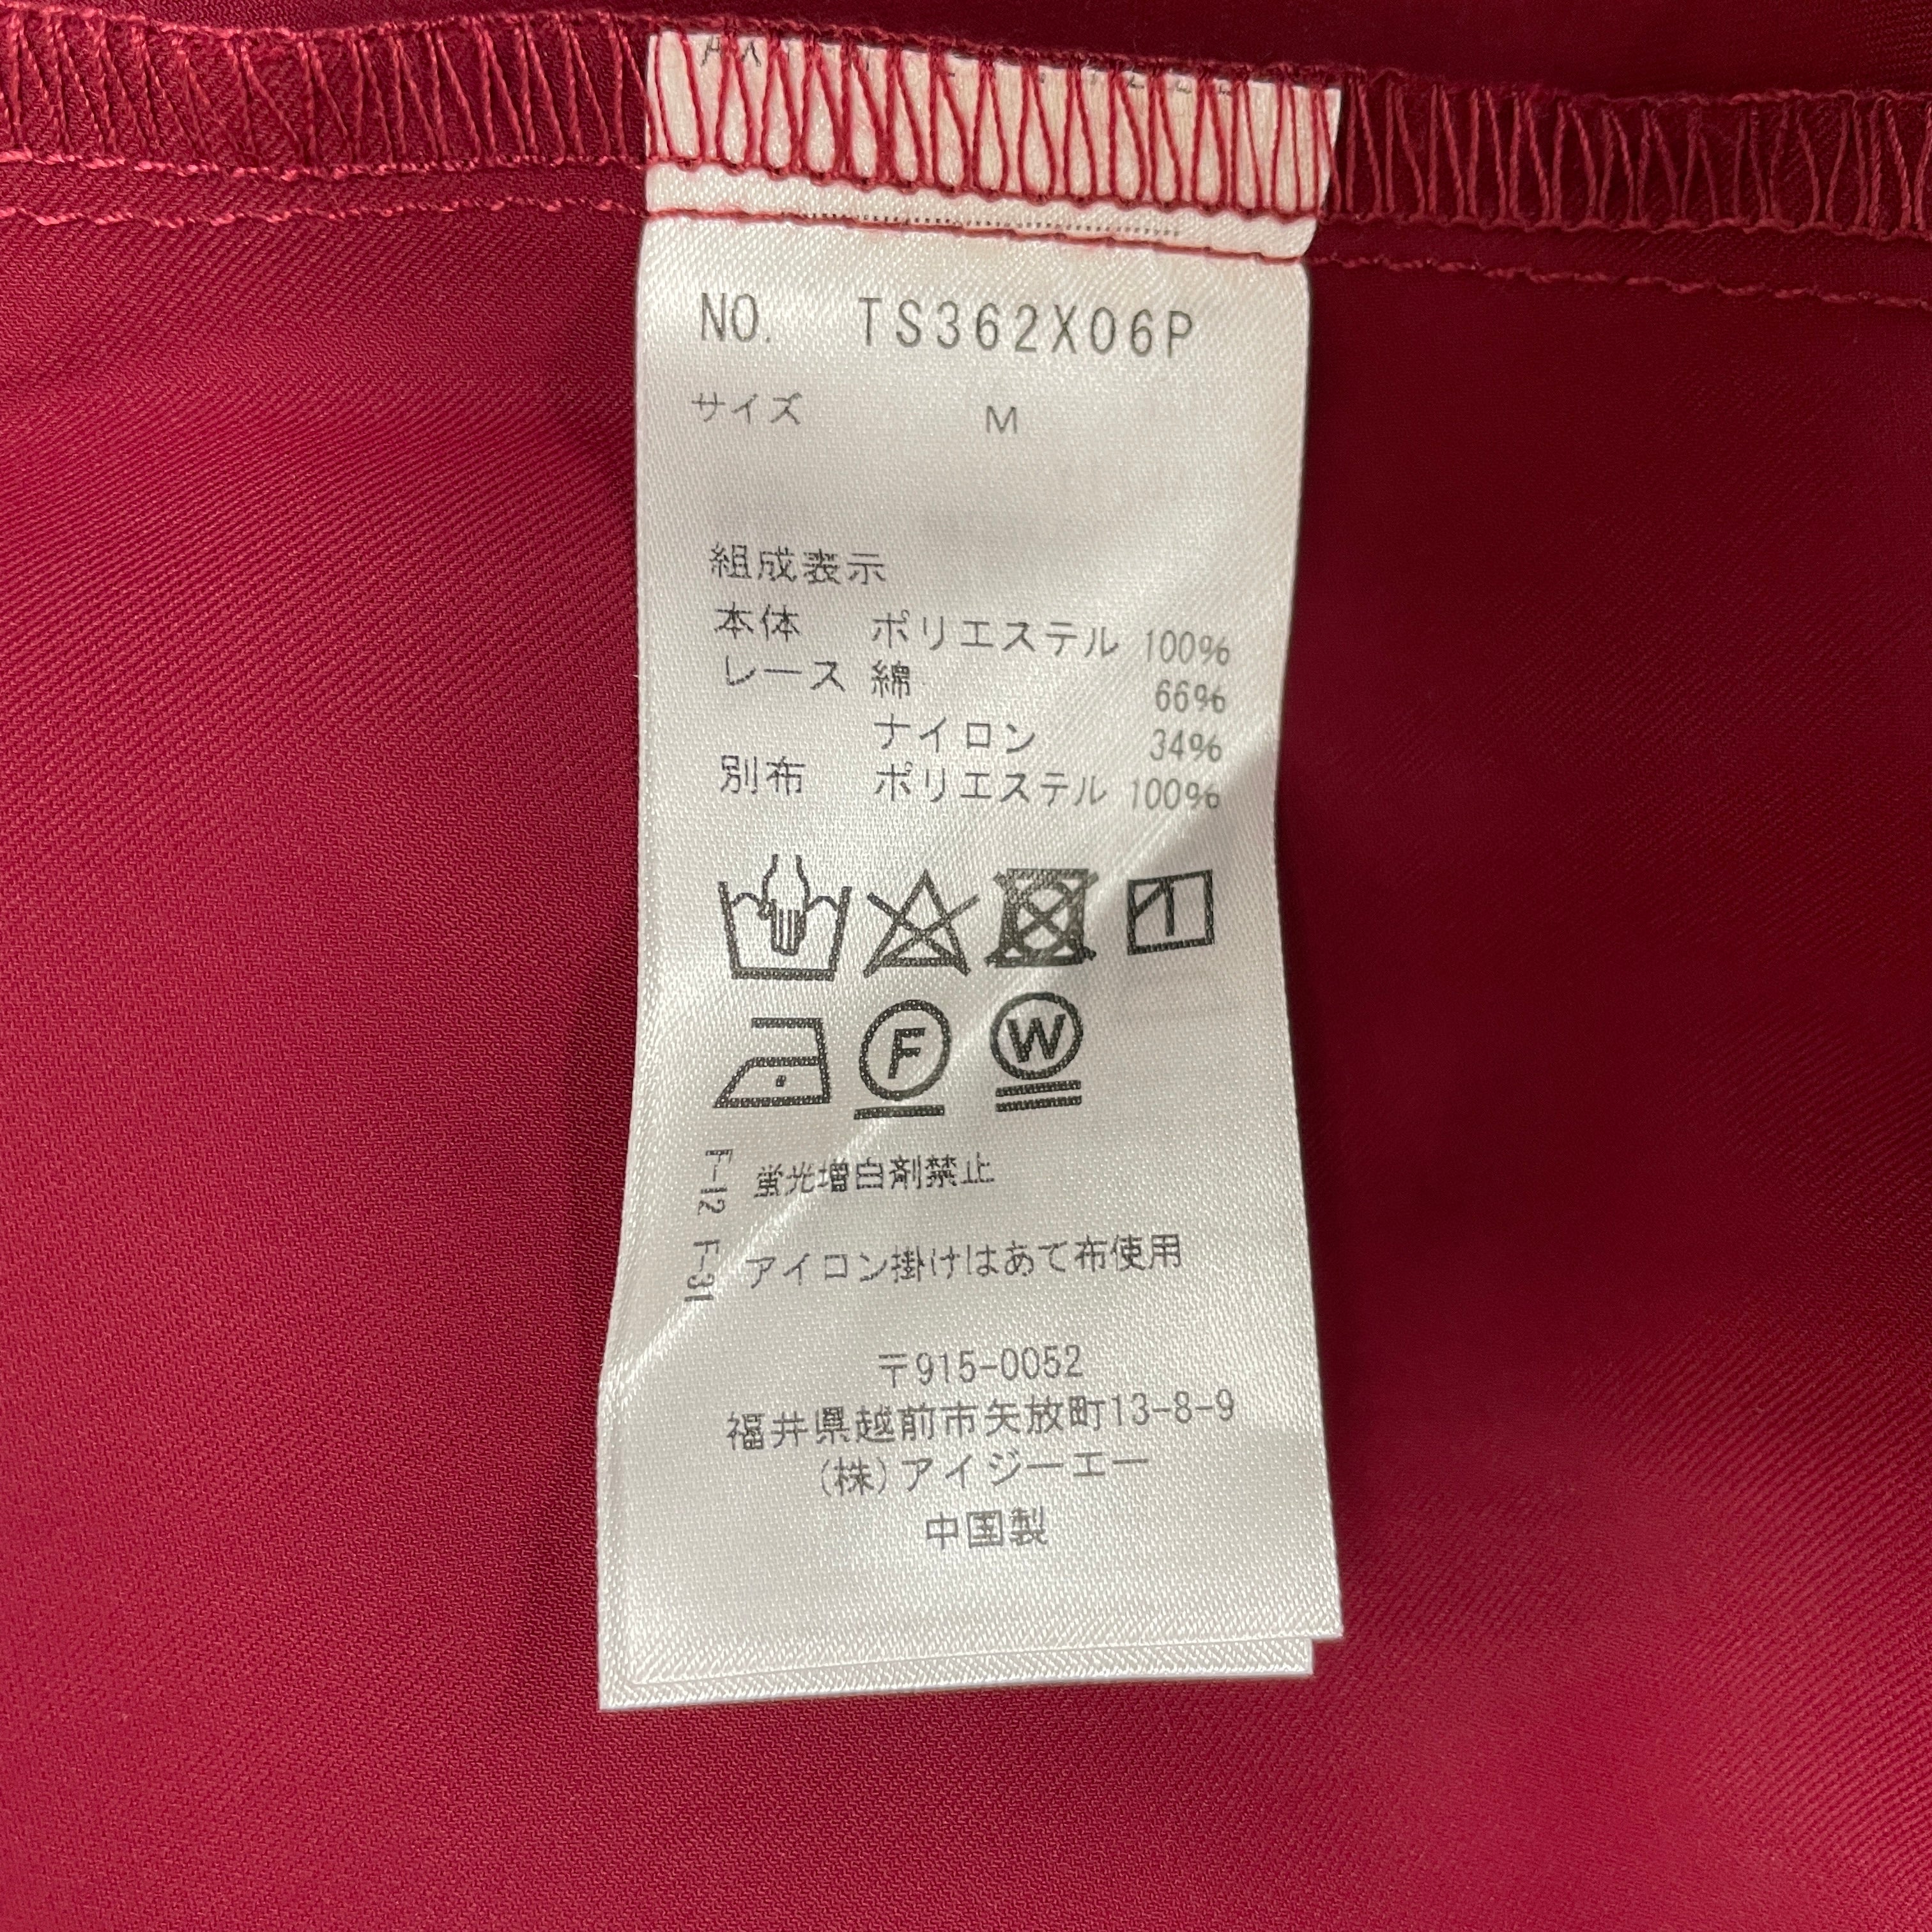 NO. TS362X06P
サイズ M
組成表示
本体 ポリエステル 100%
レース 綿 66%
ナイロン 34%
別布 ポリエステル 100%
1
F W
F-12 蛍光増白剤禁止
F-31 アイロン掛けはあて布使用
〒915-0052
福井県越前市矢放町13-8-9
(株)アイジーエー
中国製